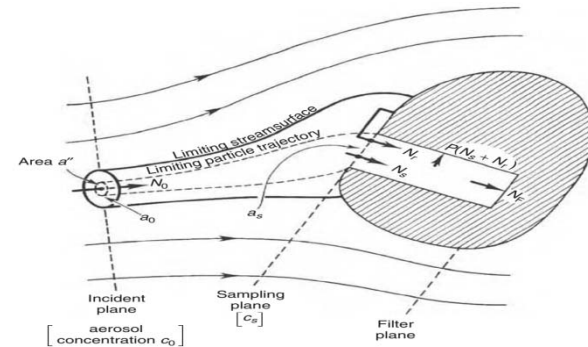 Limiting streamsurface
Limiting particle trajectory
Area a"
N₀
a₀
aₛ
Nᵣ
Nₛ
P(Nₛ + Nᵣ)
N_F
Incident
plane
[ aerosol
concentration c₀ ]
Sampling
plane
[cₛ]
Filter
plane